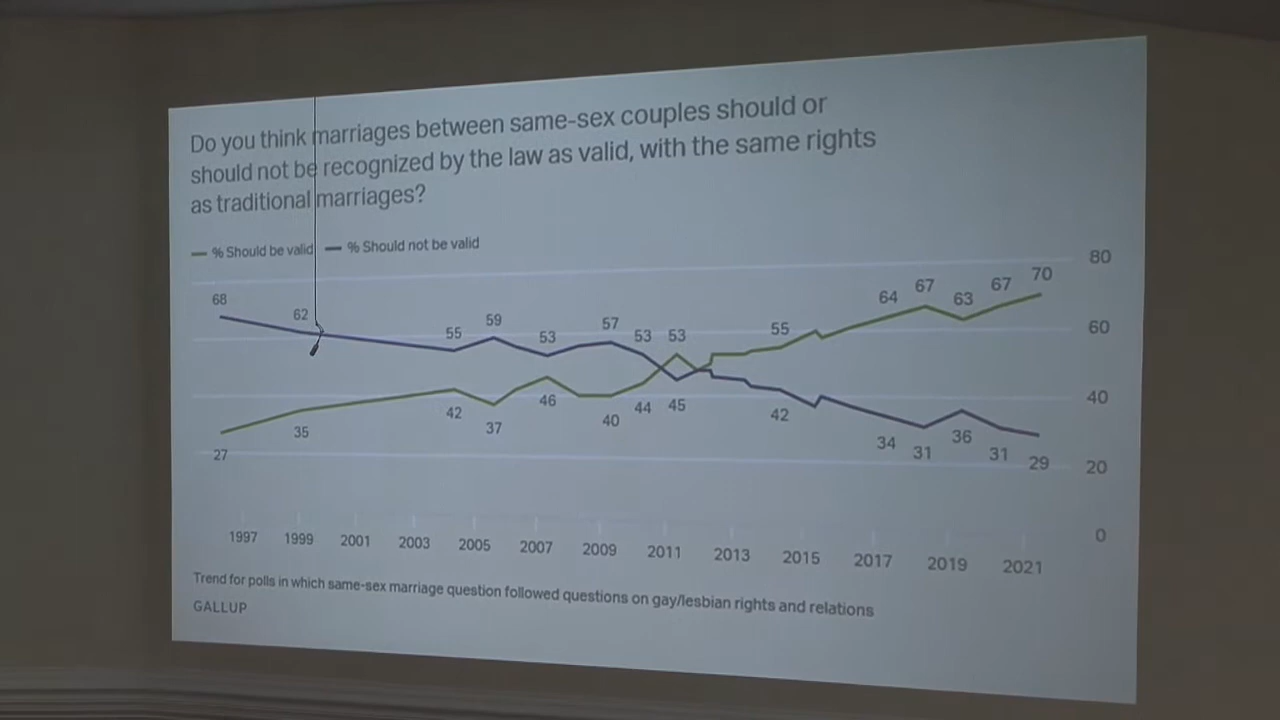 Do you think marriages between same-sex couples should or
should not be recognized by the law as valid, with the same rights
as traditional marriages?
% Should be valid % Should not be valid
80
68 62 55 59 53 57 53 53 55 64 67 63 67 70
60
40
27 35 42 37 46 40 44 45 42 34 31 36 31 29
20
0
1997 1999 2001 2003 2005 2007 2009 2011 2013 2015 2017 2019 2021
Trend for polls in which same-sex marriage question followed questions on gay/lesbian rights and relations
GALLUP